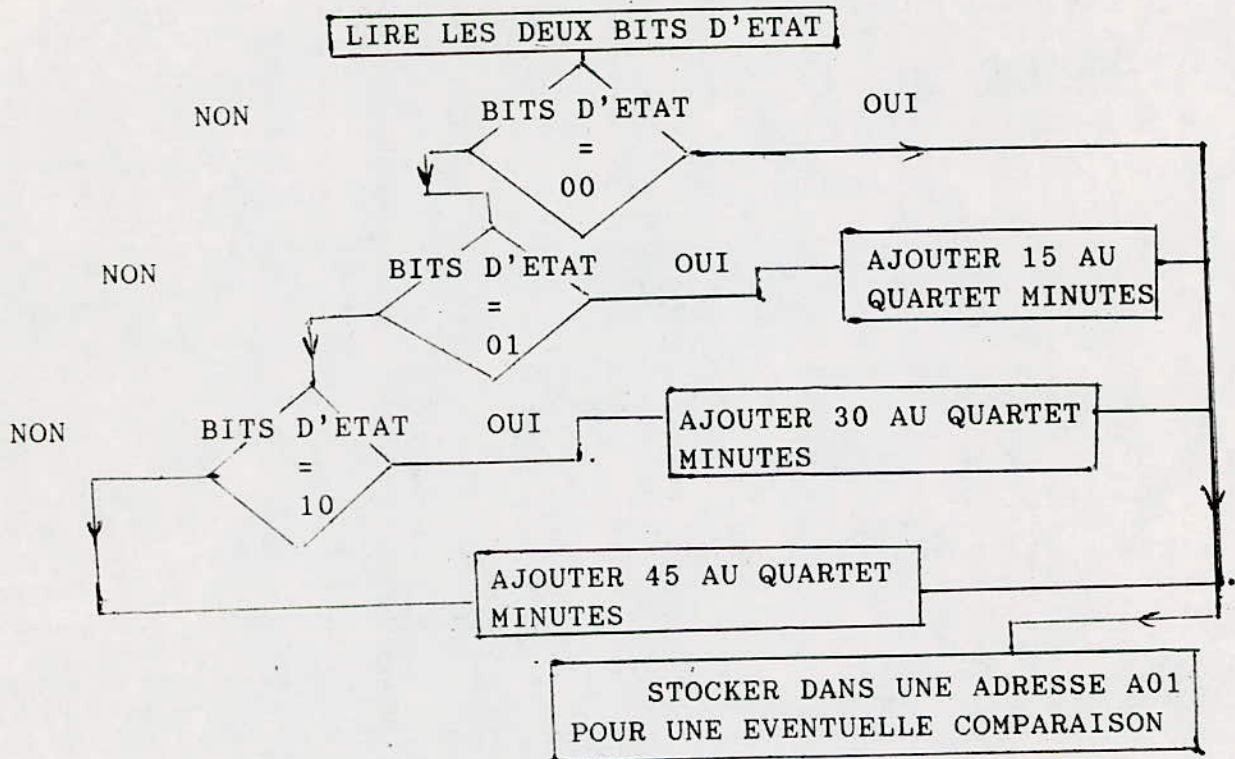 LIRE LES DEUX BITS D'ETAT
NON
BITS D'ETAT
=
00
OUI
NON
BITS D'ETAT
=
01
OUI
AJOUTER 15 AU
QUARTET MINUTES
NON
BITS D'ETAT
=
10
OUI
AJOUTER 30 AU QUARTET
MINUTES
AJOUTER 45 AU QUARTET
MINUTES
STOCKER DANS UNE ADRESSE A01
POUR UNE EVENTUELLE COMPARAISON